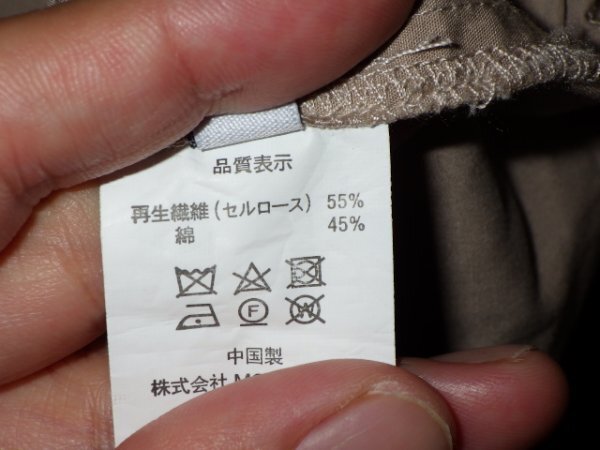 品質表示
再生繊維(セルロース) 55%
綿 45%
中国製
株式会社